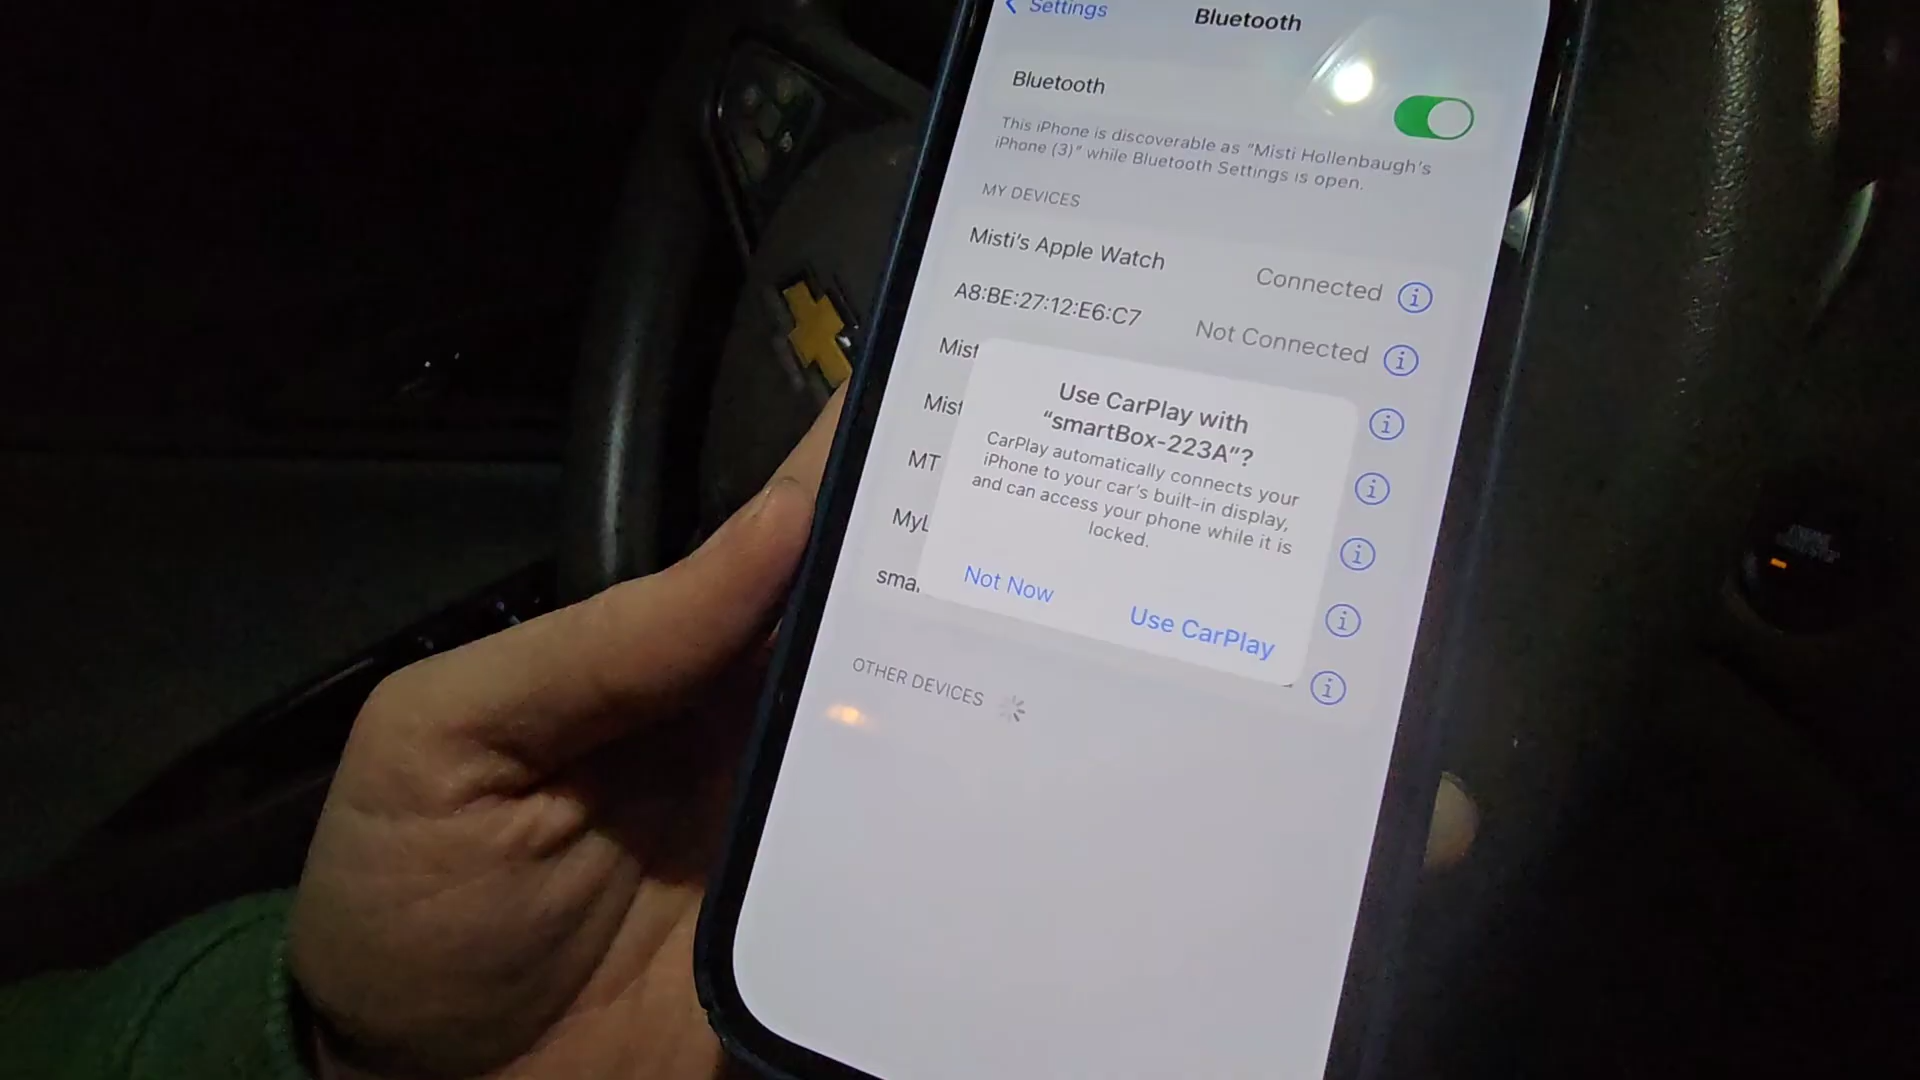 Settings
Bluetooth
Bluetooth
This iPhone is discoverable as "Misti Hollenbaugh's
iPhone (3)" while Bluetooth Settings is open.
MY DEVICES
Misti's Apple Watch
Connected
A8:BE:27:12:E6:C7
Not Connected
Mist
Mist
MT
MyL
sma
Use CarPlay with
"smartBox-223A"?
CarPlay automatically connects your
iPhone to your car's built-in display,
and can access your phone while it is
locked.
Not Now
Use CarPlay
OTHER DEVICES